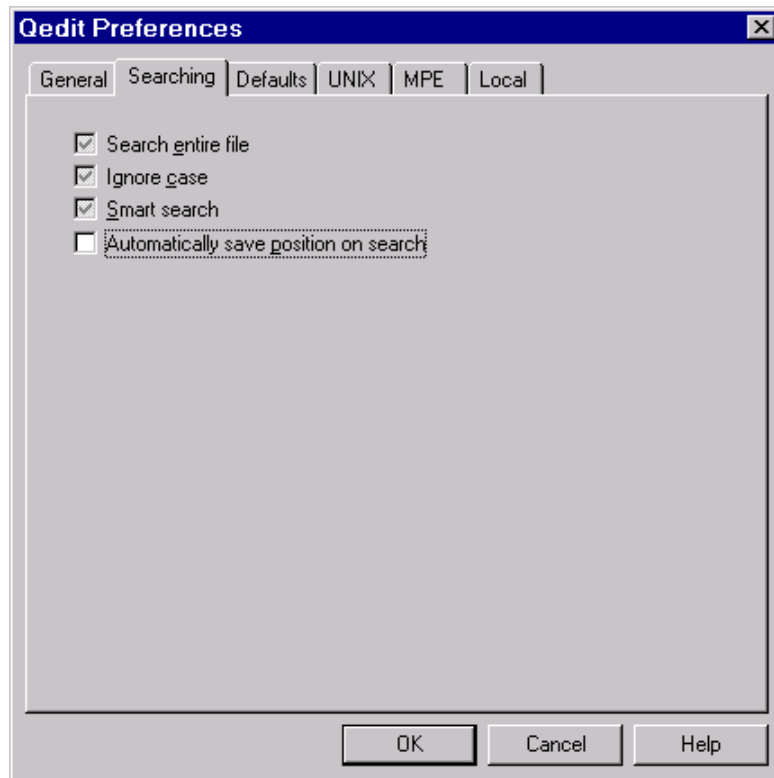 Qedit Preferences
General Searching Defaults UNIX MPE Local
Search entire file
Ignore case
Smart search
Automatically save position on search
OK Cancel Help